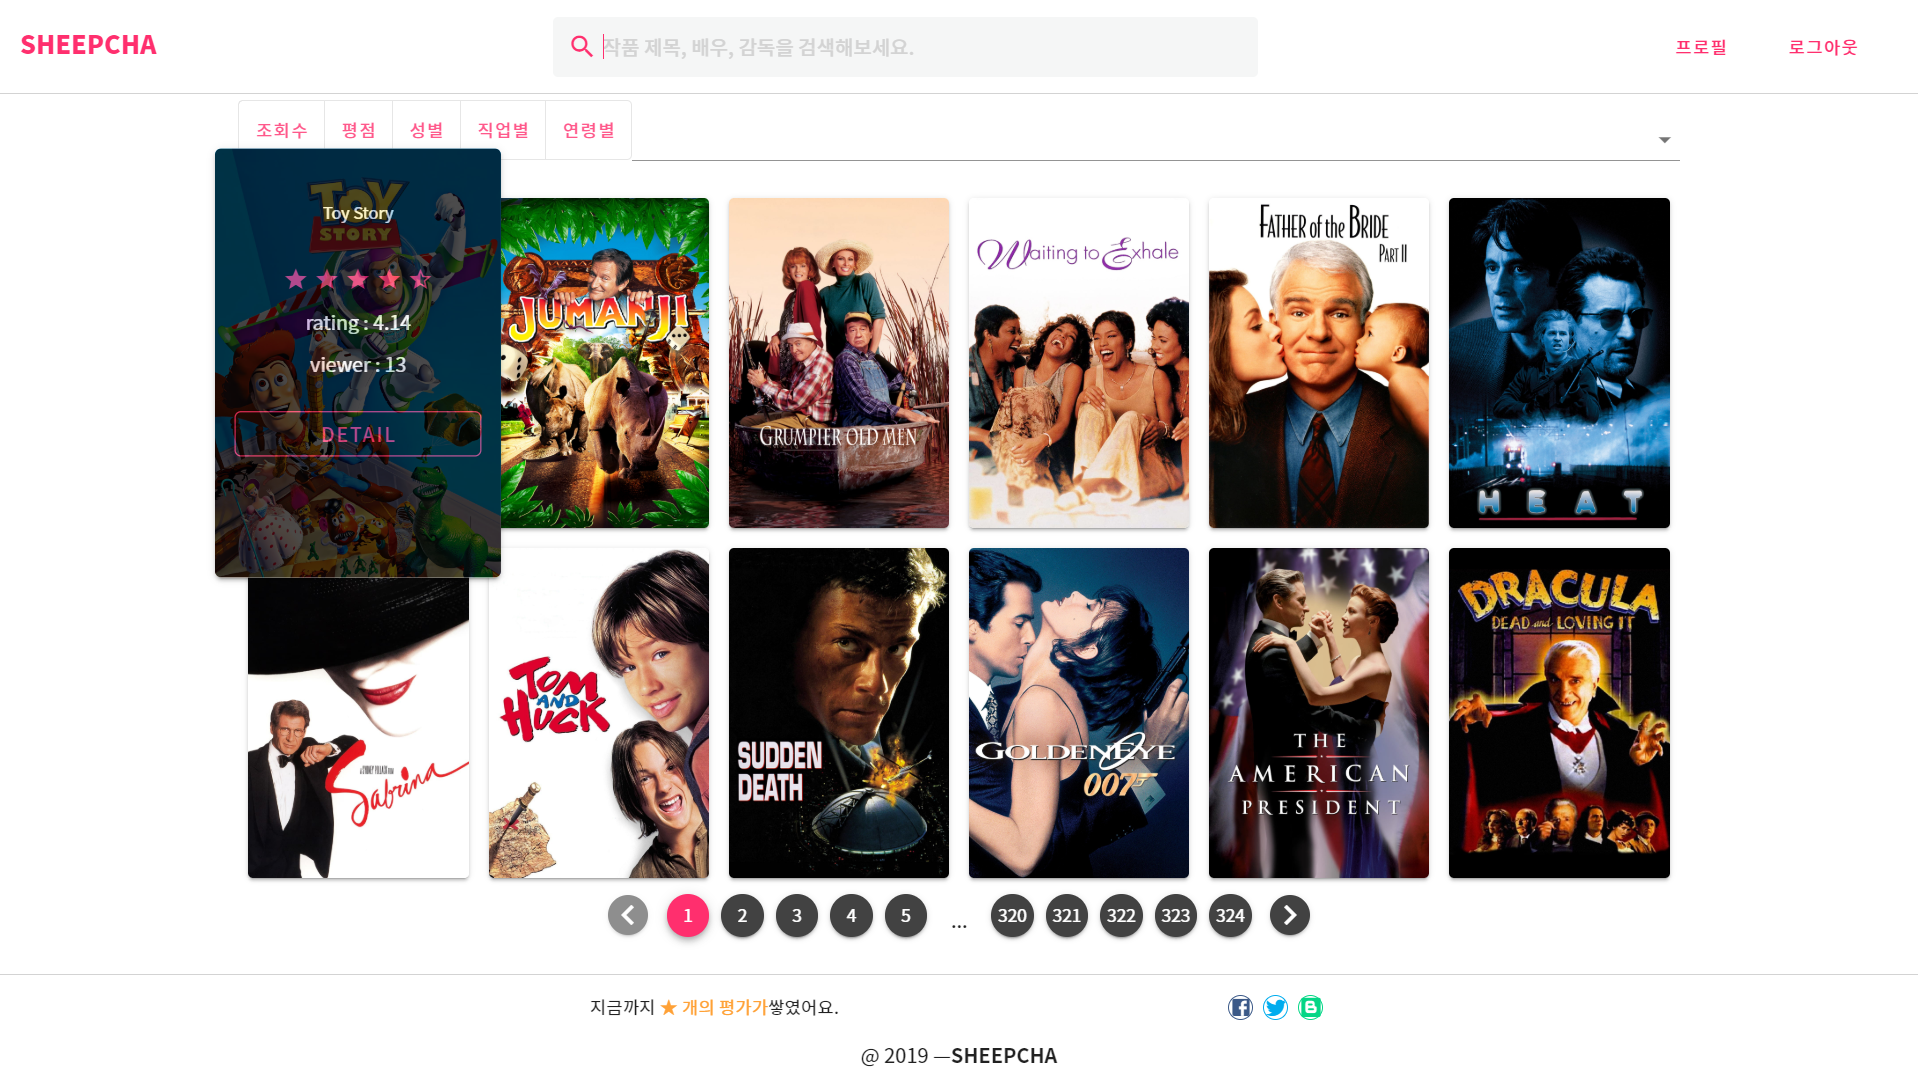 SHEEPCHA
작품 제목, 배우, 감독을 검색해보세요.
프로필
로그아웃
조회수
평점
성별
직업별
연령별
TOY
STORY
Toy Story
rating : 4.14
viewer : 13
DETAIL
JUMANJI
GRUMPIER OLD MEN
Waiting to Exhale
FATHER of the BRIDE
PART II
HEAT
Sabrina
TOM
AND
HUCK
SUDDEN
DEATH
GOLDENEYE
007
THE
AMERICAN
PRESIDENT
DRACULA
DEAD and LOVING IT
1 2 3 4 5 ... 320 321 322 323 324
지금까지 ★ 개의 평가가쌓였어요.
@ 2019 —SHEEPCHA